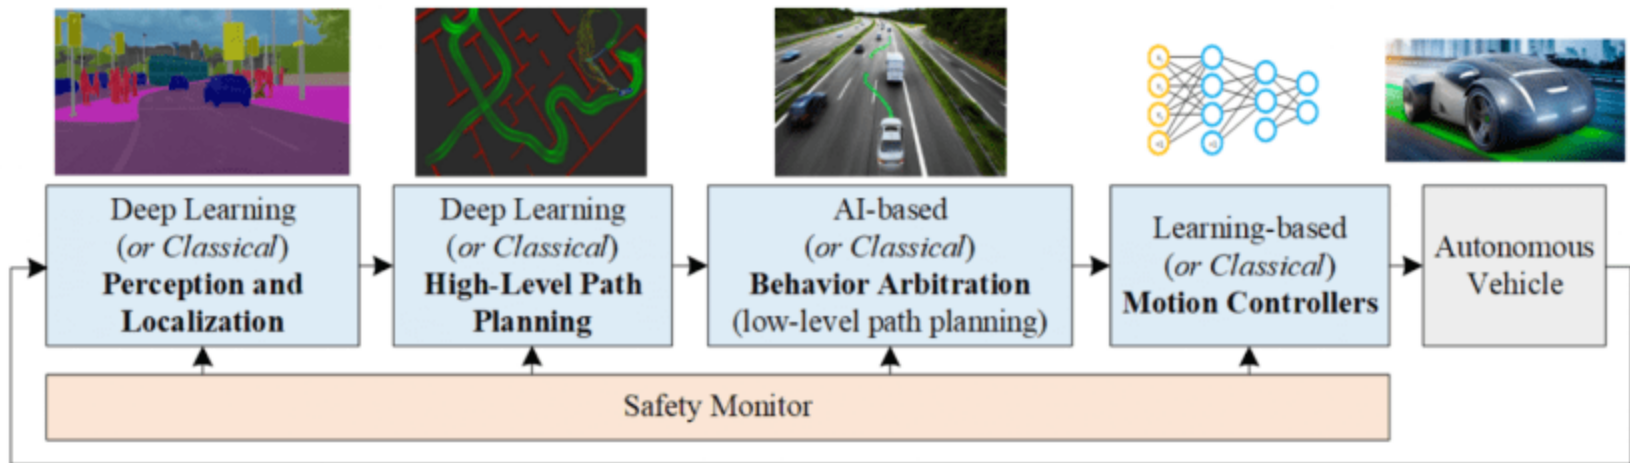 Deep Learning
(or Classical)
Perception and
Localization
Deep Learning
(or Classical)
High-Level Path
Planning
AI-based
(or Classical)
Behavior Arbitration
(low-level path planning)
Learning-based
(or Classical)
Motion Controllers
Autonomous
Vehicle
Safety Monitor